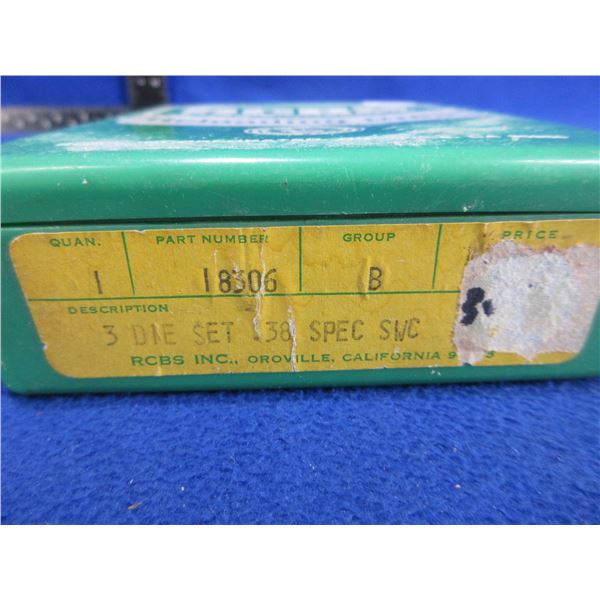 QUAN. PART NUMBER GROUP PRICE
1 18306 B
DESCRIPTION
3 DIE SET .38 SPEC SWC
RCBS INC., OROVILLE, CALIFORNIA